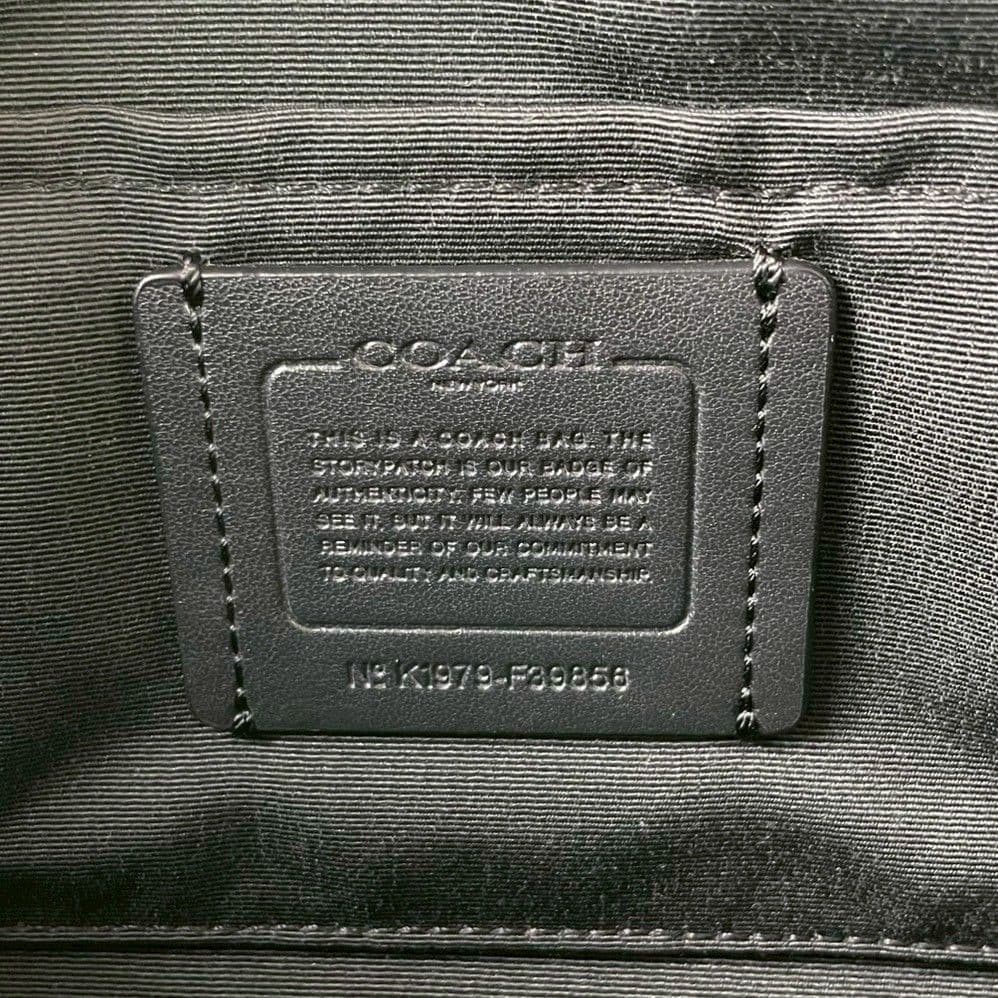 COACH
NEW YORK
THIS IS A COACH BAG. THE
STORYPATCH IS OUR BADGE OF
AUTHENTICITY. FEW PEOPLE MAY
SEE IT, BUT IT WILL ALWAYS BE A
REMINDER OF OUR COMMITMENT
TO QUALITY AND CRAFTSMANSHIP.
Nº K1979-F39856